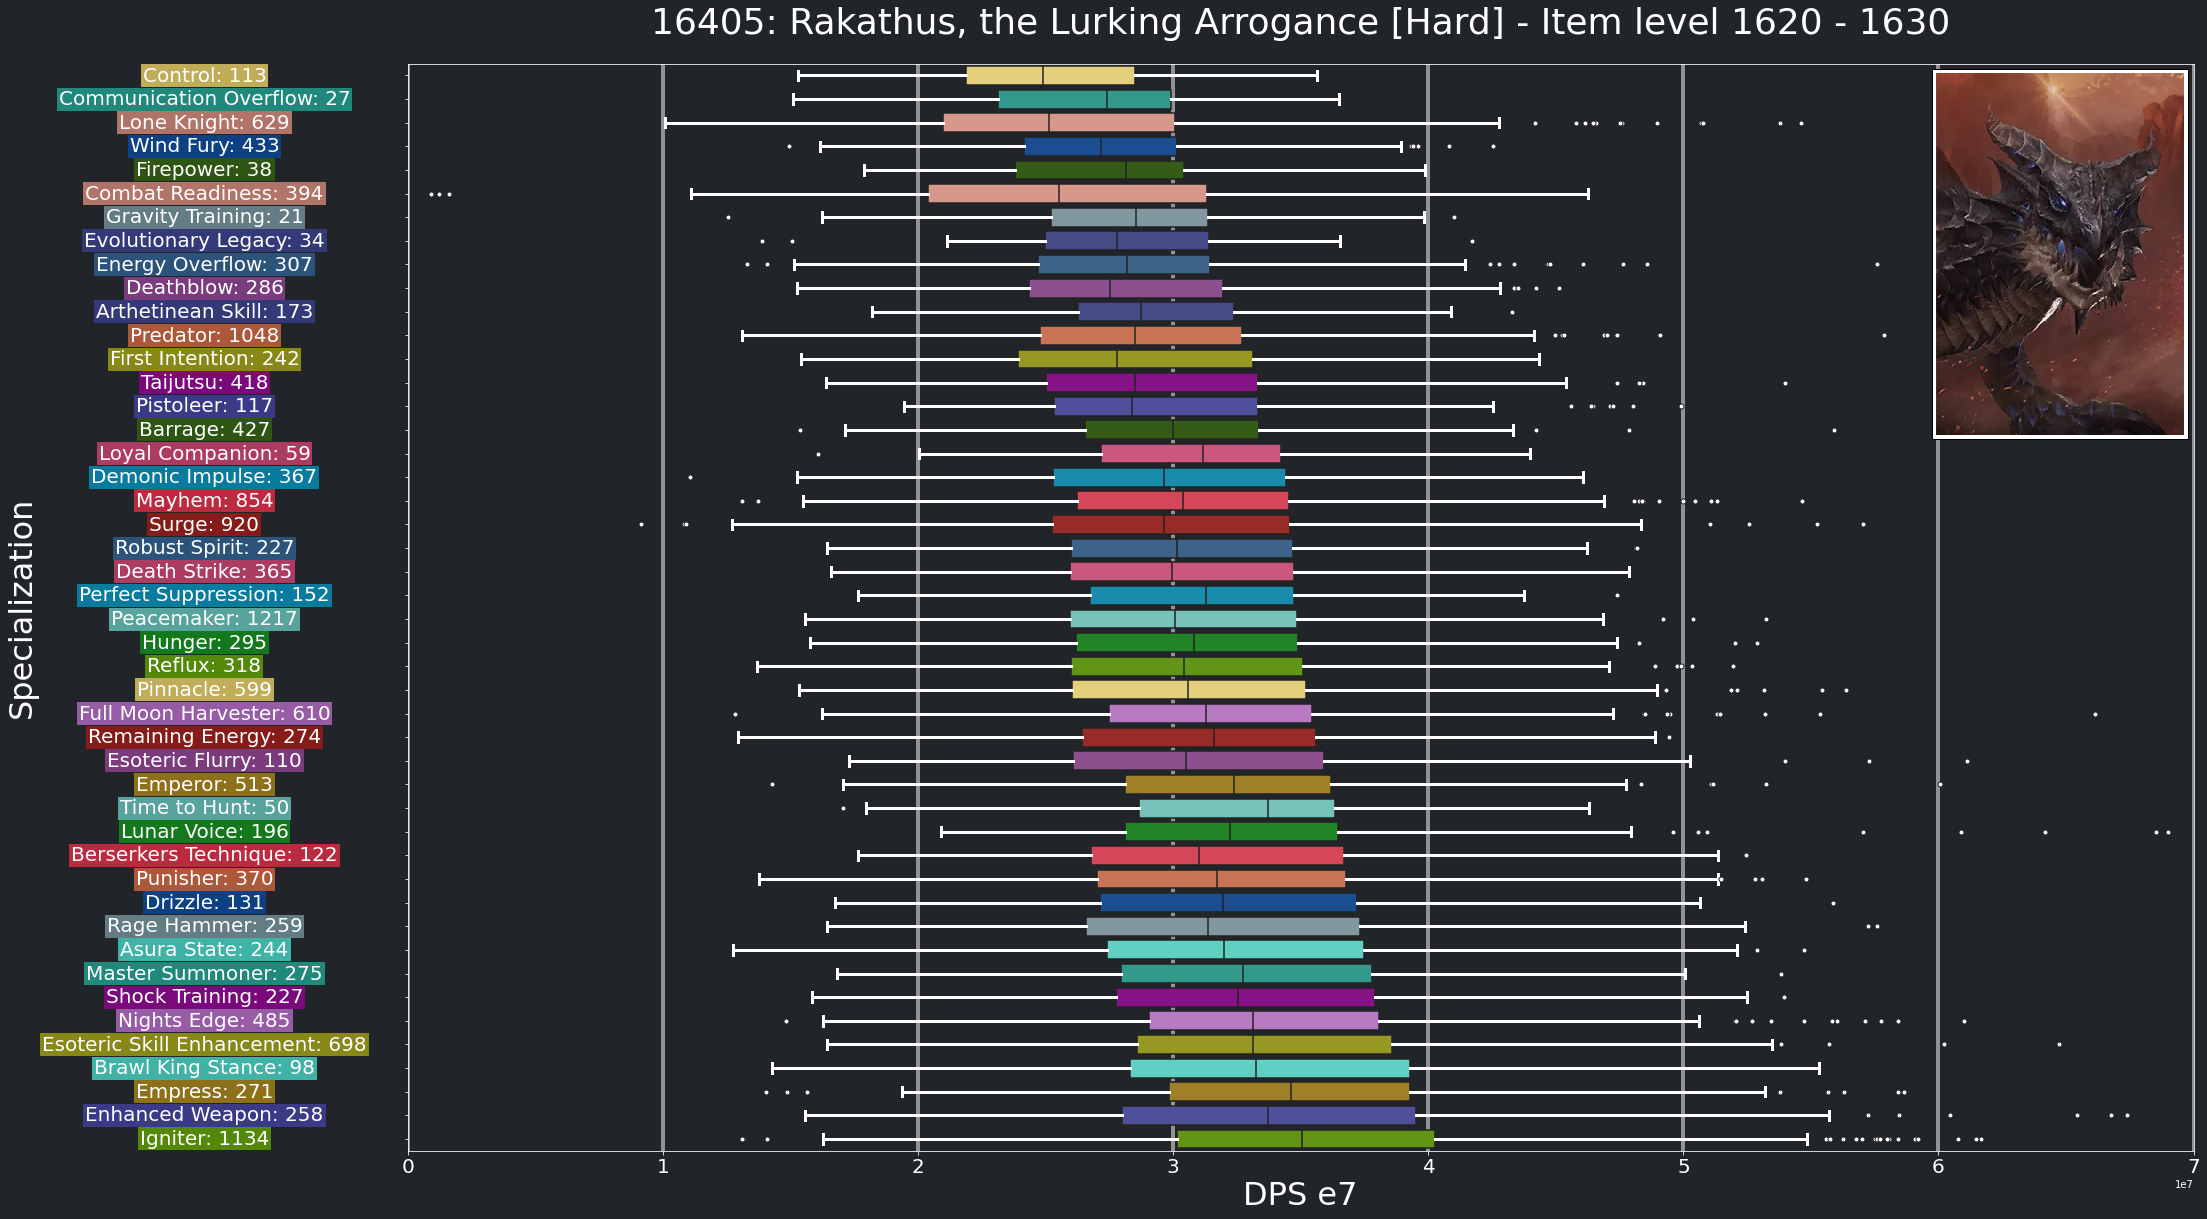 16405: Rakathus, the Lurking Arrogance [Hard] - Item level 1620 - 1630
Specialization
Control: 113
Communication Overflow: 27
Lone Knight: 629
Wind Fury: 433
Firepower: 38
Combat Readiness: 394
Gravity Training: 21
Evolutionary Legacy: 34
Energy Overflow: 307
Deathblow: 286
Arthetinean Skill: 173
Predator: 1048
First Intention: 242
Taijutsu: 418
Pistoleer: 117
Barrage: 427
Loyal Companion: 59
Demonic Impulse: 367
Mayhem: 854
Surge: 920
Robust Spirit: 227
Death Strike: 365
Perfect Suppression: 152
Peacemaker: 1217
Hunger: 295
Reflux: 318
Pinnacle: 599
Full Moon Harvester: 610
Remaining Energy: 274
Esoteric Flurry: 110
Emperor: 513
Time to Hunt: 50
Lunar Voice: 196
Berserkers Technique: 122
Punisher: 370
Drizzle: 131
Rage Hammer: 259
Asura State: 244
Master Summoner: 275
Shock Training: 227
Nights Edge: 485
Esoteric Skill Enhancement: 698
Brawl King Stance: 98
Empress: 271
Enhanced Weapon: 258
Igniter: 1134
0 1 2 3 4 5 6 7
1e7
DPS e7